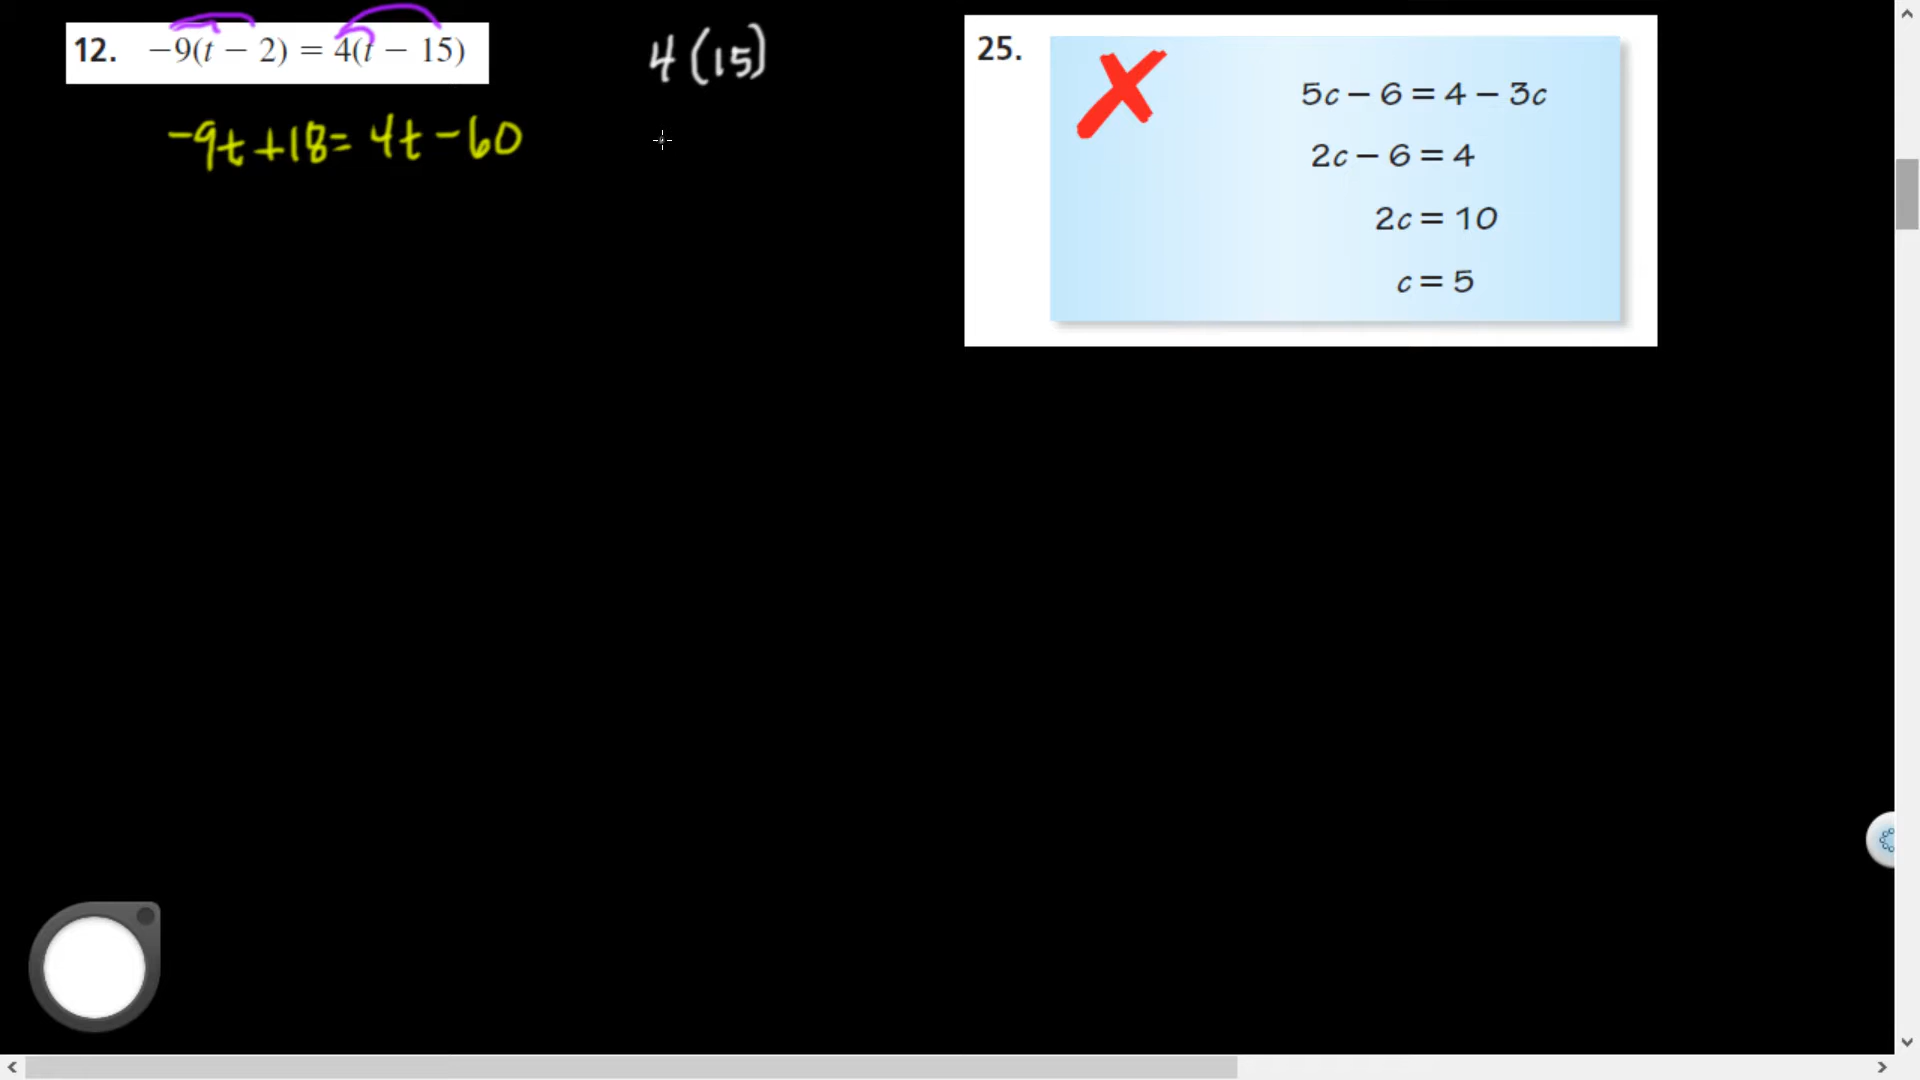 12. −9(t − 2) = 4(t − 15)
4(15)
-9t+18= 4t-60
25.
5c − 6 = 4 − 3c
2c − 6 = 4
2c = 10
c = 5